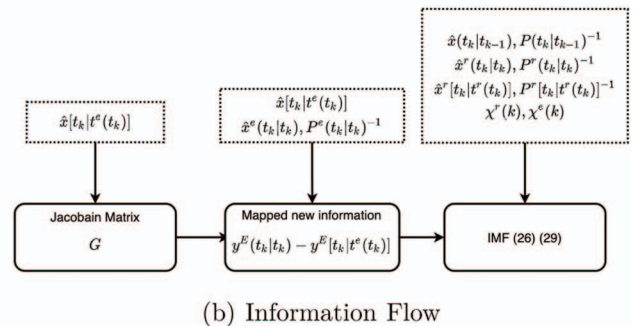 x̂(t_k|t_{k−1}), P(t_k|t_{k−1})^{−1}
x̂^r(t_k|t_k), P^r(t_k|t_k)^{−1}
x̂^r[t_k|t^r(t_k)], P^r[t_k|t^r(t_k)]^{−1}
χ^r(k), χ^e(k)
x̂[t_k|t^e(t_k)]
x̂^e(t_k|t_k), P^e(t_k|t_k)^{−1}
x̂[t_k|t^e(t_k)]
Jacobain Matrix
G
Mapped new information
y^E(t_k|t_k) − y^E[t_k|t^e(t_k)]
IMF (26) (29)
(b) Information Flow